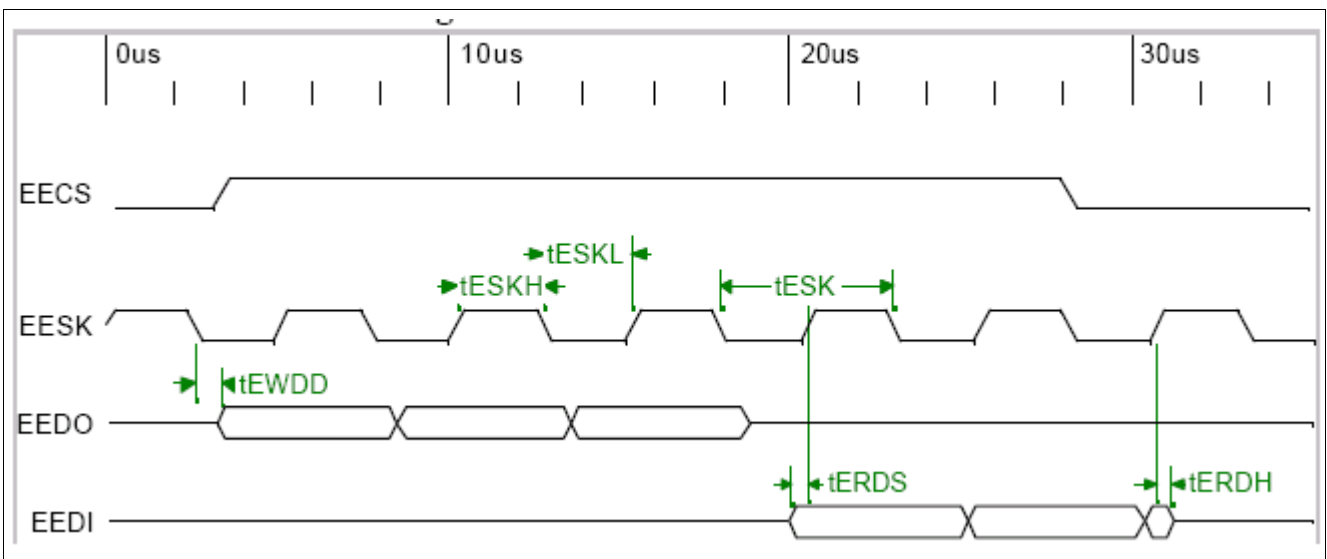 0us 10us 20us 30us
EECS
tESKL
tESKH tESK
EESK
tEWDD
EEDO
tERDS tERDH
EEDI